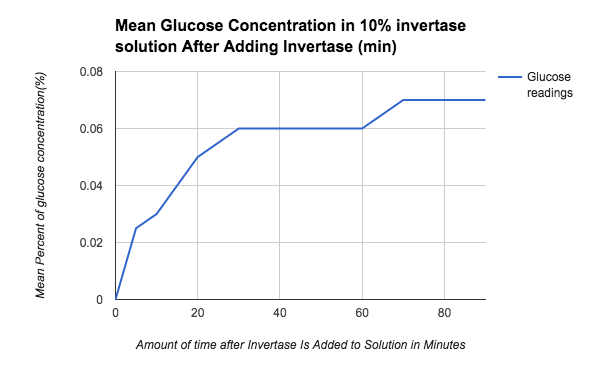 Mean Glucose Concentration in 10% invertase
solution After Adding Invertase (min)
Mean Percent of glucose concentration(%)
0.08
0.06
0.04
0.02
0
0 20 40 60 80
Amount of time after Invertase Is Added to Solution in Minutes
Glucose
readings